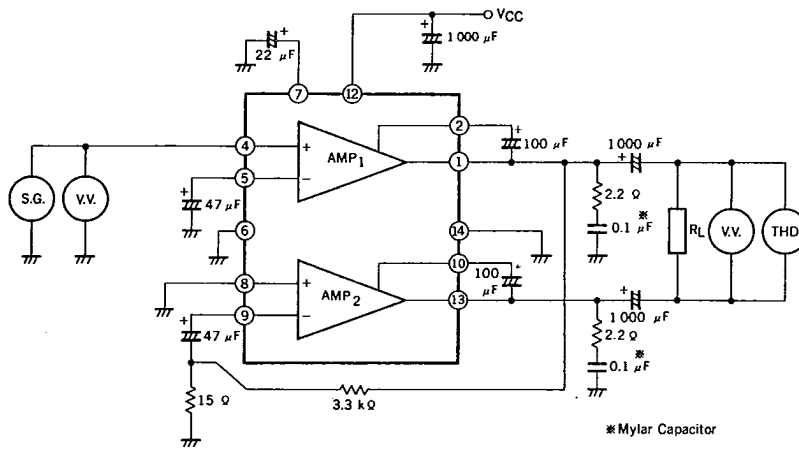 VCC
+
1000 μF
+
22 μF
7
12
2
+
100 μF
1000 μF
4
+
AMP1
1
+
5
−
2.2 Ω
S.G.
V.V.
+
47 μF
※
0.1 μF
RL
V.V.
THD
6
14
10
100
μF
8
+
AMP2
13
+
9
−
1000 μF
+
47 μF
2.2 Ω
※
0.1 μF
15 Ω
3.3 kΩ
※Mylar Capacitor